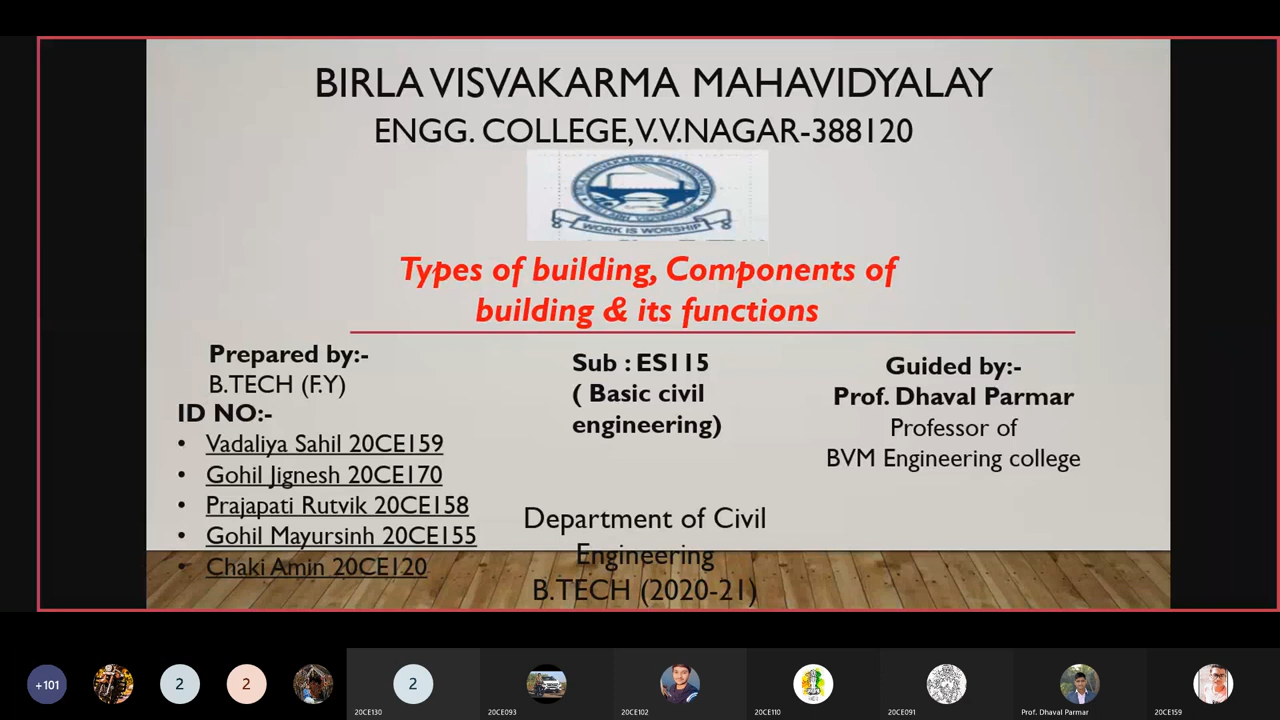 BIRLA VISVAKARMA MAHAVIDYALAY
ENGG. COLLEGE,V.V.NAGAR-388120
BIRLA VISHVAKARMA MAHAVIDYALAYA
WORK IS WORSHIP
Types of building, Components of
building & its functions
Prepared by:-
B.TECH (F.Y)
ID NO:-
• Vadaliya Sahil 20CE159
• Gohil Jignesh 20CE170
• Prajapati Rutvik 20CE158
• Gohil Mayursinh 20CE155
• Chaki Amin 20CE120
Sub : ES115
( Basic civil
engineering)
Department of Civil
Engineering
B.TECH (2020-21)
Guided by:-
Prof. Dhaval Parmar
Professor of
BVM Engineering college
+101
2
2
2
20CE130
20CE093
20CE102
20CE110
20CE091
Prof. Dhaval Parmar
20CE159